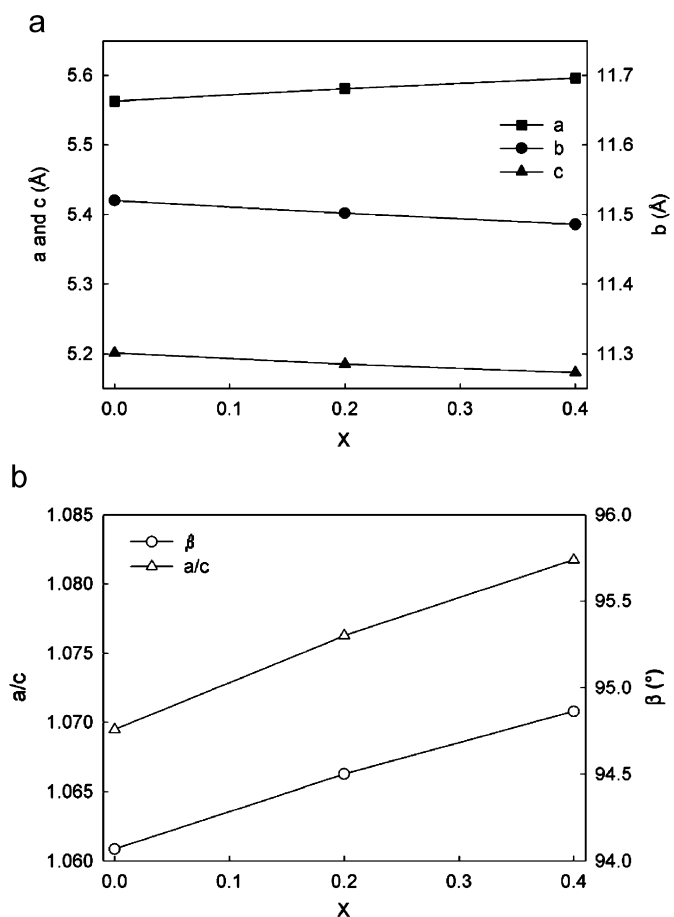 a
5.6
5.5
5.4
5.3
5.2
a and c (Å)
11.7
11.6
11.5
11.4
11.3
b (Å)
a
b
c
0.0 0.1 0.2 0.3 0.4
X
b
1.085
1.080
1.075
1.070
1.065
1.060
a/c
96.0
95.5
95.0
94.5
94.0
β (°)
β
a/c
0.0 0.1 0.2 0.3 0.4
X